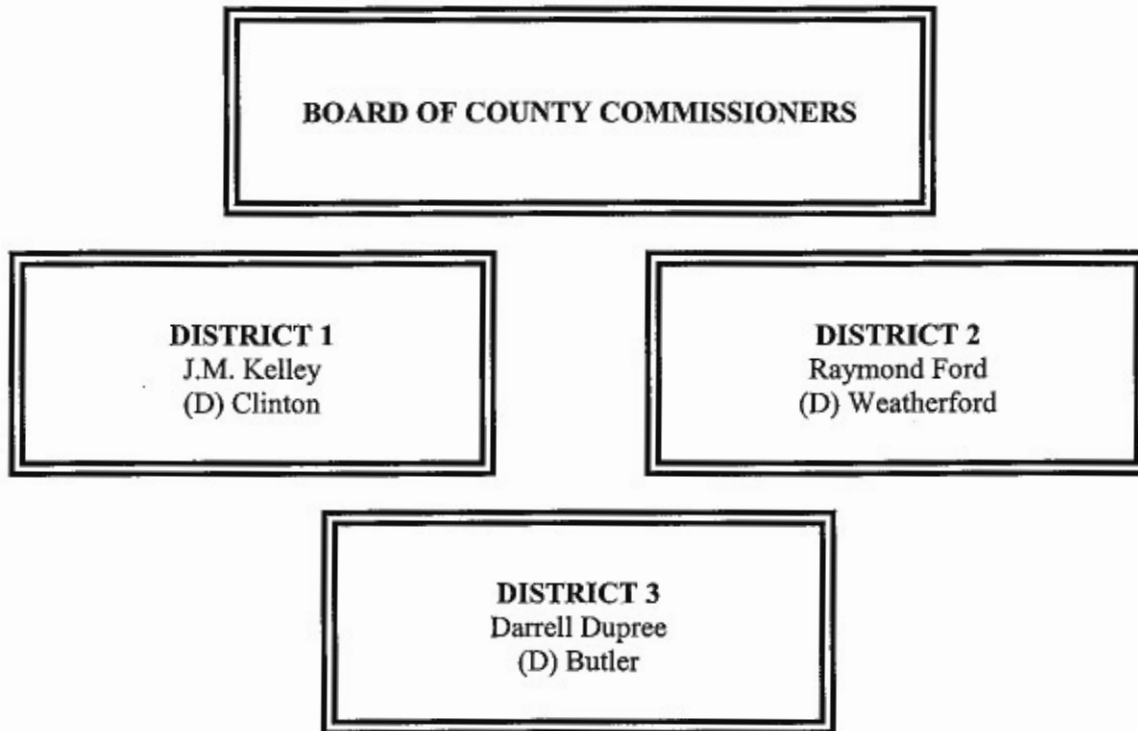 BOARD OF COUNTY COMMISSIONERS
DISTRICT 1
J.M. Kelley
(D) Clinton
DISTRICT 2
Raymond Ford
(D) Weatherford
DISTRICT 3
Darrell Dupree
(D) Butler